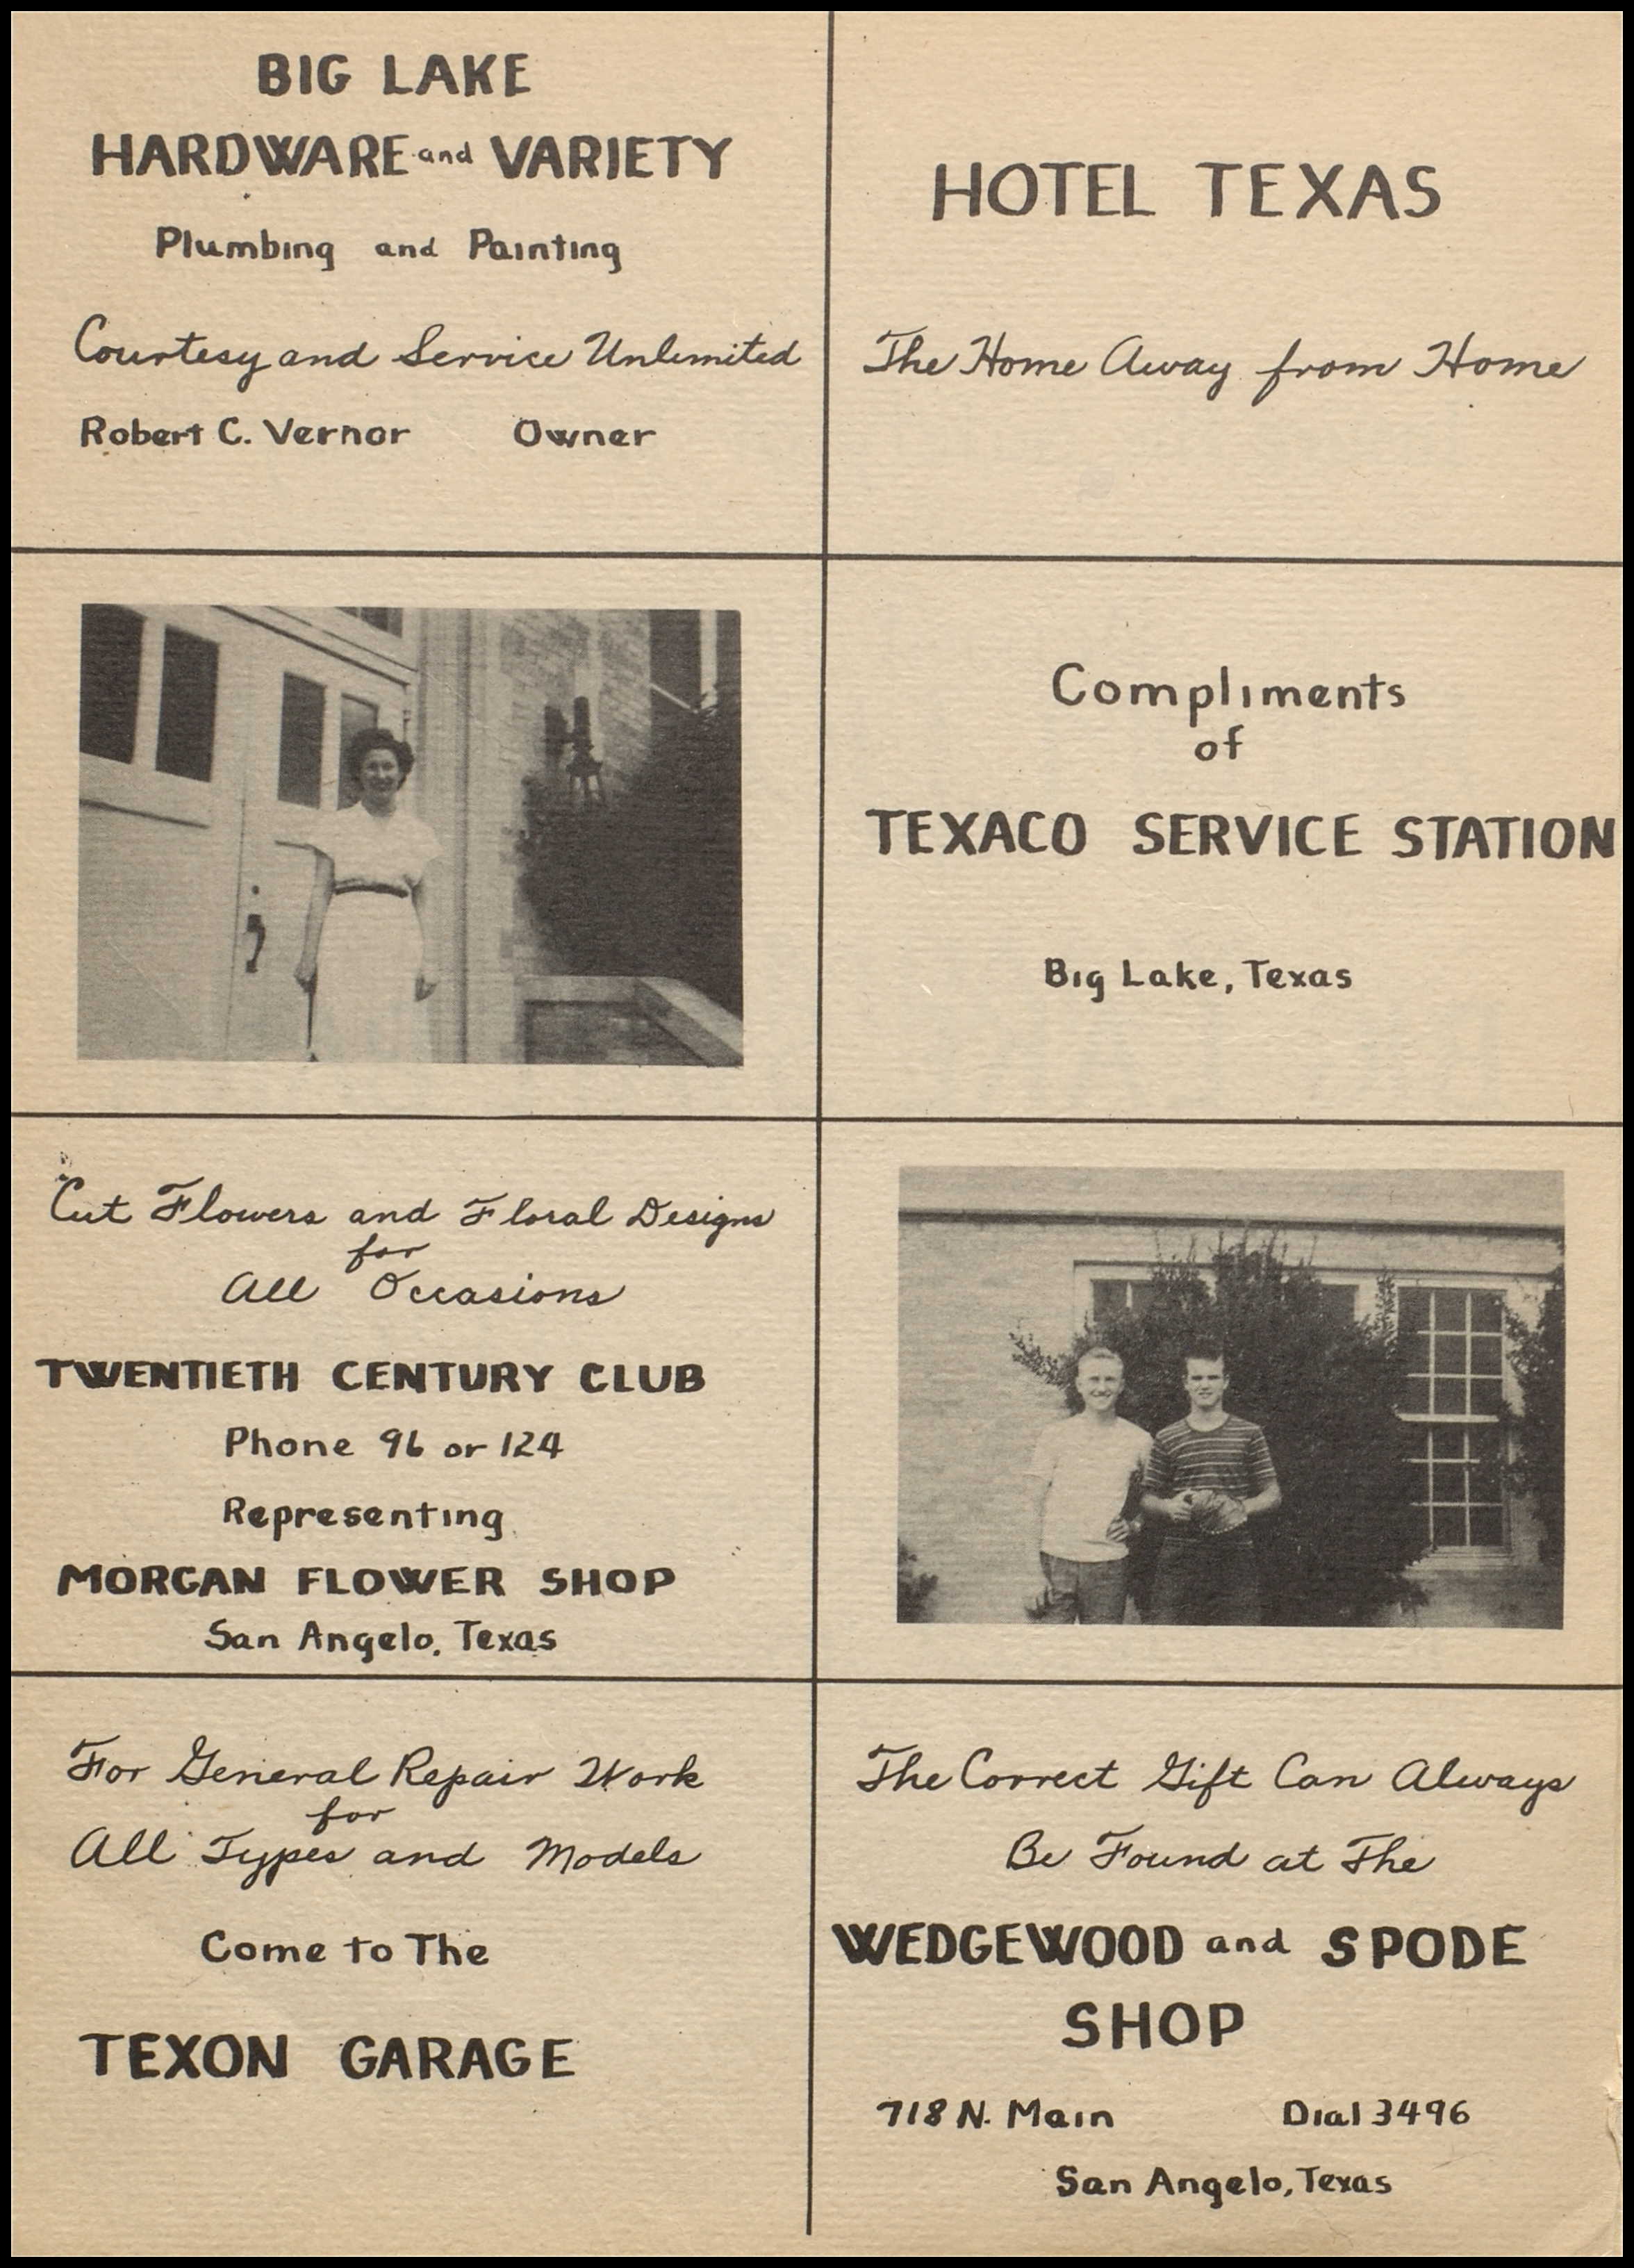 BIG LAKE
HARDWARE and VARIETY
Plumbing and Painting
Courtesy and Service Unlimited
Robert C. Vernor Owner
HOTEL TEXAS
The Home Away from Home
Compliments
of
TEXACO SERVICE STATION
Big Lake, Texas
Cut Flowers and Floral Designs
for
All Occasions
TWENTIETH CENTURY CLUB
Phone 96 or 124
Representing
MORGAN FLOWER SHOP
San Angelo, Texas
For General Repair Work
for
All Types and Models
Come to The
TEXON GARAGE
The Correct Gift Can Always
Be Found at The
WEDGEWOOD and SPODE
SHOP
718 N. Main Dial 3496
San Angelo, Texas